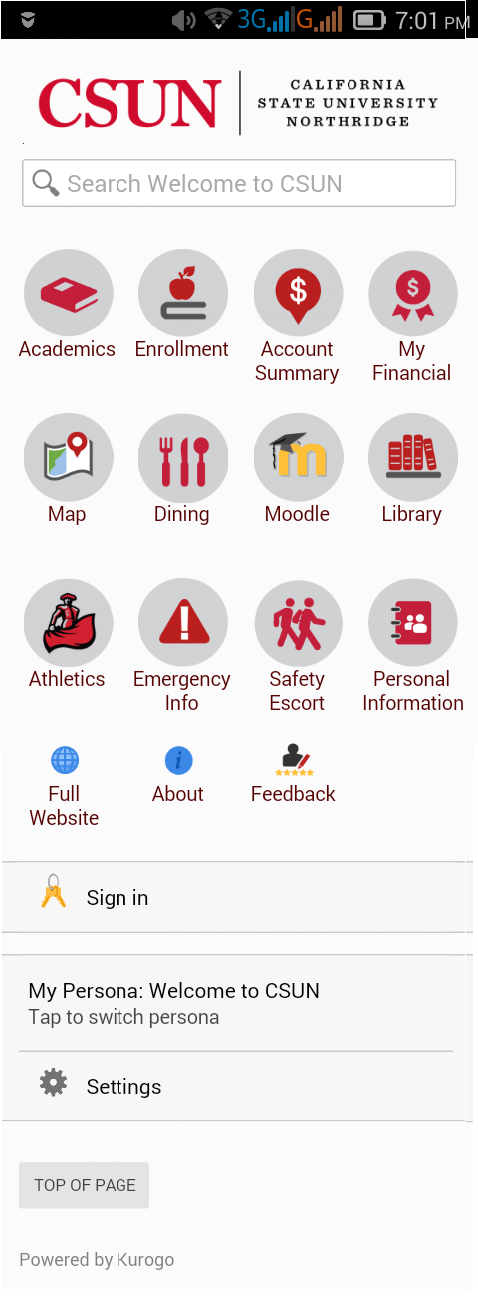 3G G 7:01 PM
CSUN CALIFORNIA
STATE UNIVERSITY
NORTHRIDGE
Search Welcome to CSUN
$ $
Academics Enrollment Account My
Summary Financial
m
Map Dining Moodle Library
Athletics Emergency Safety Personal
Info Escort Information
i
Full About Feedback
Website
Sign in
My Persona: Welcome to CSUN
Tap to switch persona
Settings
TOP OF PAGE
Powered by Kurogo